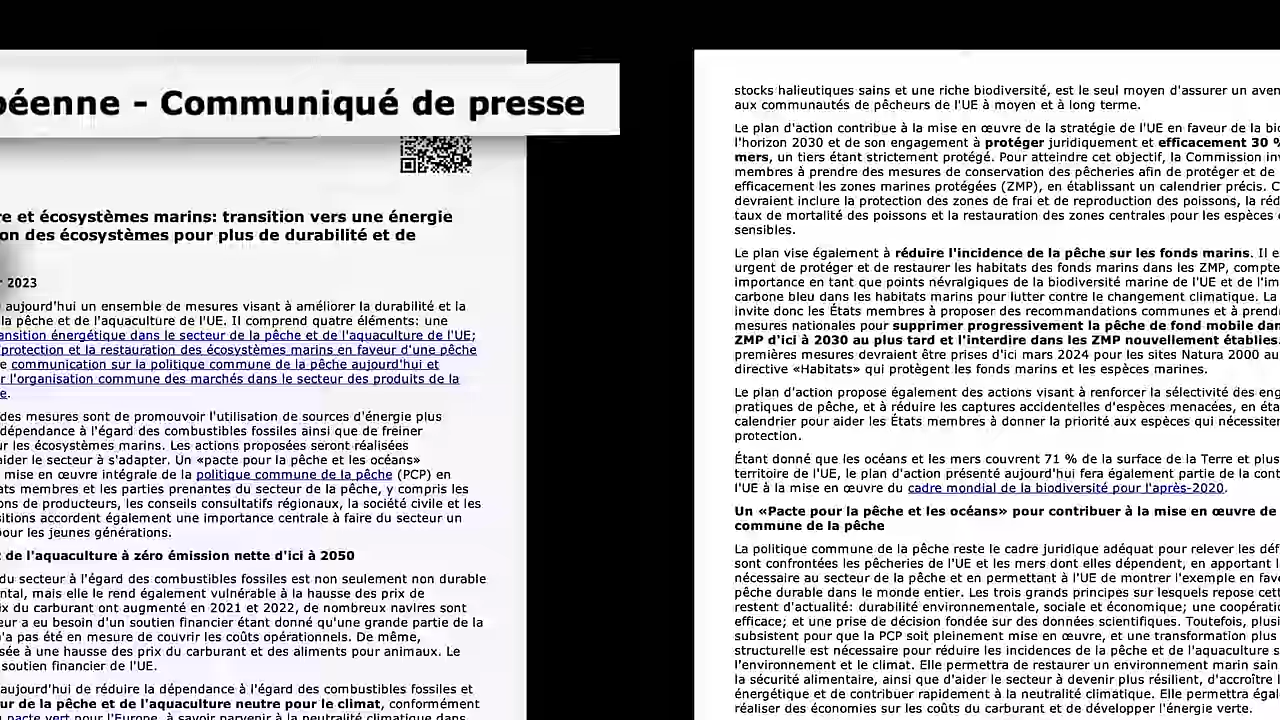 péenne - Communiqué de presse
re et écosystèmes marins: transition vers une énergie
on des écosystèmes pour plus de durabilité et de
2023
aujourd'hui un ensemble de mesures visant à améliorer la durabilité et la
la pêche et de l'aquaculture de l'UE. Il comprend quatre éléments: une
ansition énergétique dans le secteur de la pêche et de l'aquaculture de l'UE;
protection et la restauration des écosystèmes marins en faveur d'une pêche
e communication sur la politique commune de la pêche aujourd'hui et
r l'organisation commune des marchés dans le secteur des produits de la
e.
des mesures sont de promouvoir l'utilisation de sources d'énergie plus
dépendance à l'égard des combustibles fossiles ainsi que de freiner
ur les écosystèmes marins. Les actions proposées seront réalisées
aider le secteur à s'adapter. Un «pacte pour la pêche et les océans»
mise en œuvre intégrale de la politique commune de la pêche (PCP) en
ats membres et les parties prenantes du secteur de la pêche, y compris les
ons de producteurs, les conseils consultatifs régionaux, la société civile et les
sitions accordent également une importance centrale à faire du secteur un
pour les jeunes générations.
t de l'aquaculture à zéro émission nette d'ici à 2050
du secteur à l'égard des combustibles fossiles est non seulement non durable
ntal, mais elle le rend également vulnérable à la hausse des prix de
ix du carburant ont augmenté en 2021 et 2022, de nombreux navires sont
eur a eu besoin d'un soutien financier étant donné qu'une grande partie de la
n'a pas été en mesure de couvrir les coûts opérationnels. De même,
sée à une hausse des prix du carburant et des aliments pour animaux. Le
soutien financier de l'UE.
aujourd'hui de réduire la dépendance à l'égard des combustibles fossiles et
ur de la pêche et de l'aquaculture neutre pour le climat, conformément
u pacte vert pour l'Europe, à savoir parvenir à la neutralité climatique dans
stocks halieutiques sains et une riche biodiversité, est le seul moyen d'assurer un aven
aux communautés de pêcheurs de l'UE à moyen et à long terme.
Le plan d'action contribue à la mise en œuvre de la stratégie de l'UE en faveur de la bio
l'horizon 2030 et de son engagement à protéger juridiquement et efficacement 30 %
mers, un tiers étant strictement protégé. Pour atteindre cet objectif, la Commission inv
membres à prendre des mesures de conservation des pêcheries afin de protéger et de
efficacement les zones marines protégées (ZMP), en établissant un calendrier précis. C
devraient inclure la protection des zones de frai et de reproduction des poissons, la réd
taux de mortalité des poissons et la restauration des zones centrales pour les espèces e
sensibles.
Le plan vise également à réduire l'incidence de la pêche sur les fonds marins. Il e
urgent de protéger et de restaurer les habitats des fonds marins dans les ZMP, compte
importance en tant que points névralgiques de la biodiversité marine de l'UE et de l'im
carbone bleu dans les habitats marins pour lutter contre le changement climatique. La
invite donc les États membres à proposer des recommandations communes et à prend
mesures nationales pour supprimer progressivement la pêche de fond mobile dan
ZMP d'ici à 2030 au plus tard et l'interdire dans les ZMP nouvellement établies.
premières mesures devraient être prises d'ici mars 2024 pour les sites Natura 2000 au
directive «Habitats» qui protègent les fonds marins et les espèces marines.
Le plan d'action propose également des actions visant à renforcer la sélectivité des eng
pratiques de pêche, et à réduire les captures accidentelles d'espèces menacées, en éta
calendrier pour aider les États membres à donner la priorité aux espèces qui nécessiten
protection.
Étant donné que les océans et les mers couvrent 71 % de la surface de la Terre et plus
territoire de l'UE, le plan d'action présenté aujourd'hui fera également partie de la cont
l'UE à la mise en œuvre du cadre mondial de la biodiversité pour l'après-2020.
Un «Pacte pour la pêche et les océans» pour contribuer à la mise en œuvre de
commune de la pêche
La politique commune de la pêche reste le cadre juridique adéquat pour relever les déf
sont confrontées les pêcheries de l'UE et les mers dont elles dépendent, en apportant l
nécessaire au secteur de la pêche et en permettant à l'UE de montrer l'exemple en fav
pêche durable dans le monde entier. Les trois grands principes sur lesquels repose cett
restent d'actualité: durabilité environnementale, sociale et économique; une coopératio
efficace; et une prise de décision fondée sur des données scientifiques. Toutefois, plusi
subsistent pour que la PCP soit pleinement mise en œuvre, et une transformation plus
structurelle est nécessaire pour réduire les incidences de la pêche et de l'aquaculture s
l'environnement et le climat. Elle permettra de restaurer un environnement marin sain
la sécurité alimentaire, ainsi que d'aider le secteur à devenir plus résilient, d'accroître l
énergétique et de contribuer rapidement à la neutralité climatique. Elle permettra éga
réaliser des économies sur les coûts de carburant et de développer l'énergie verte.